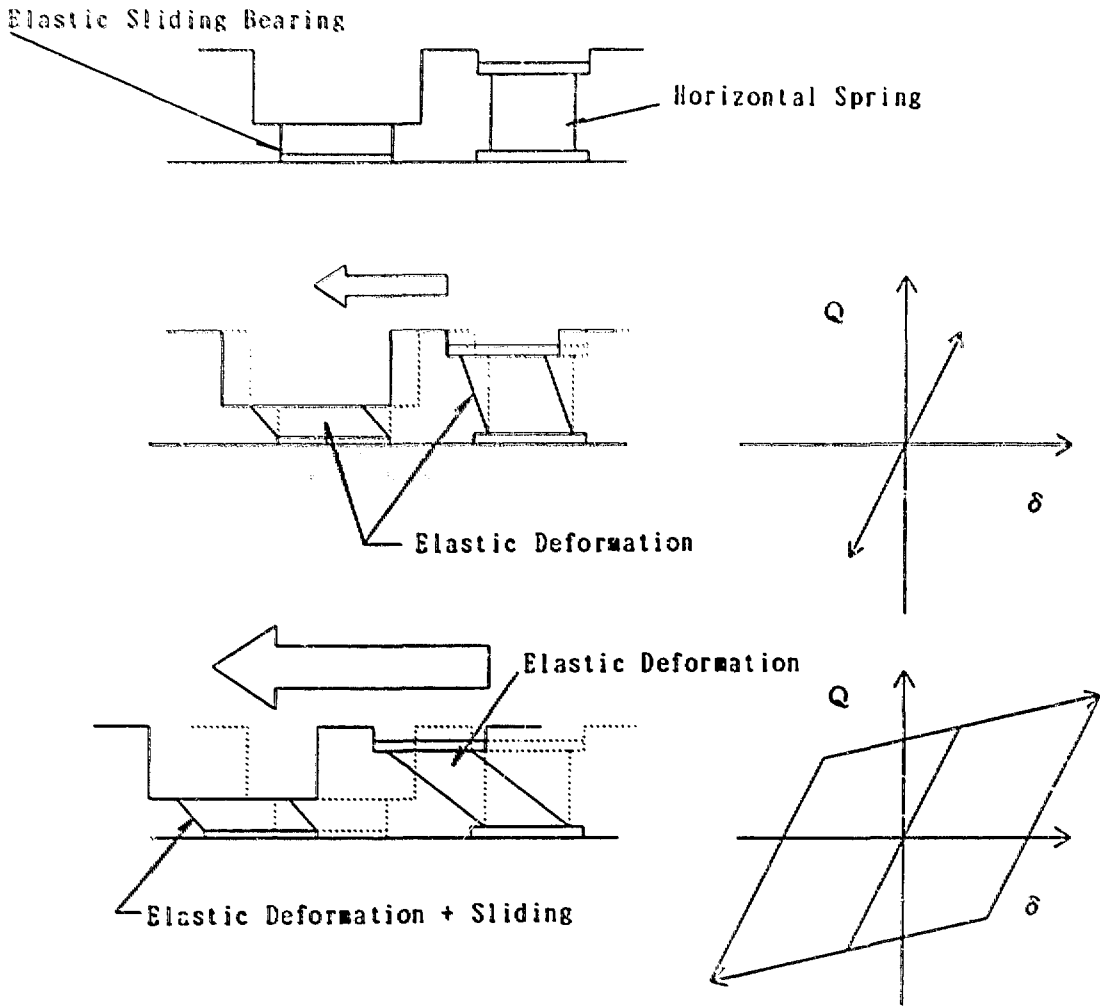 Elastic Sliding Bearing
Horizontal Spring
Q
δ
Elastic Deformation
Elastic Deformation
Q
δ
Elastic Deformation + Sliding